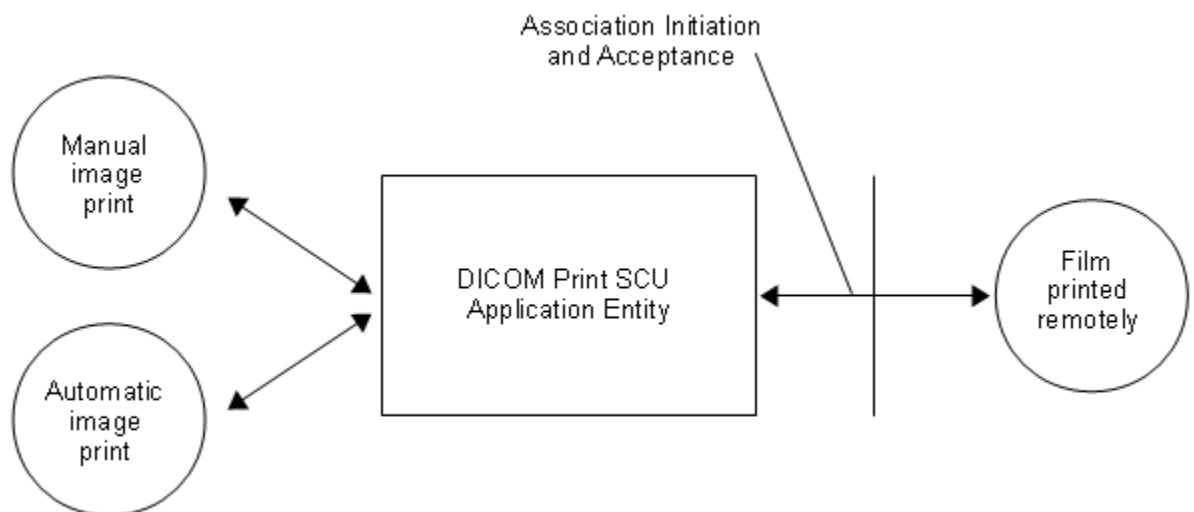 Association Initiation
and Acceptance
Manual
image
print
DICOM Print SCU
Application Entity
Film
printed
remotely
Automatic
image
print